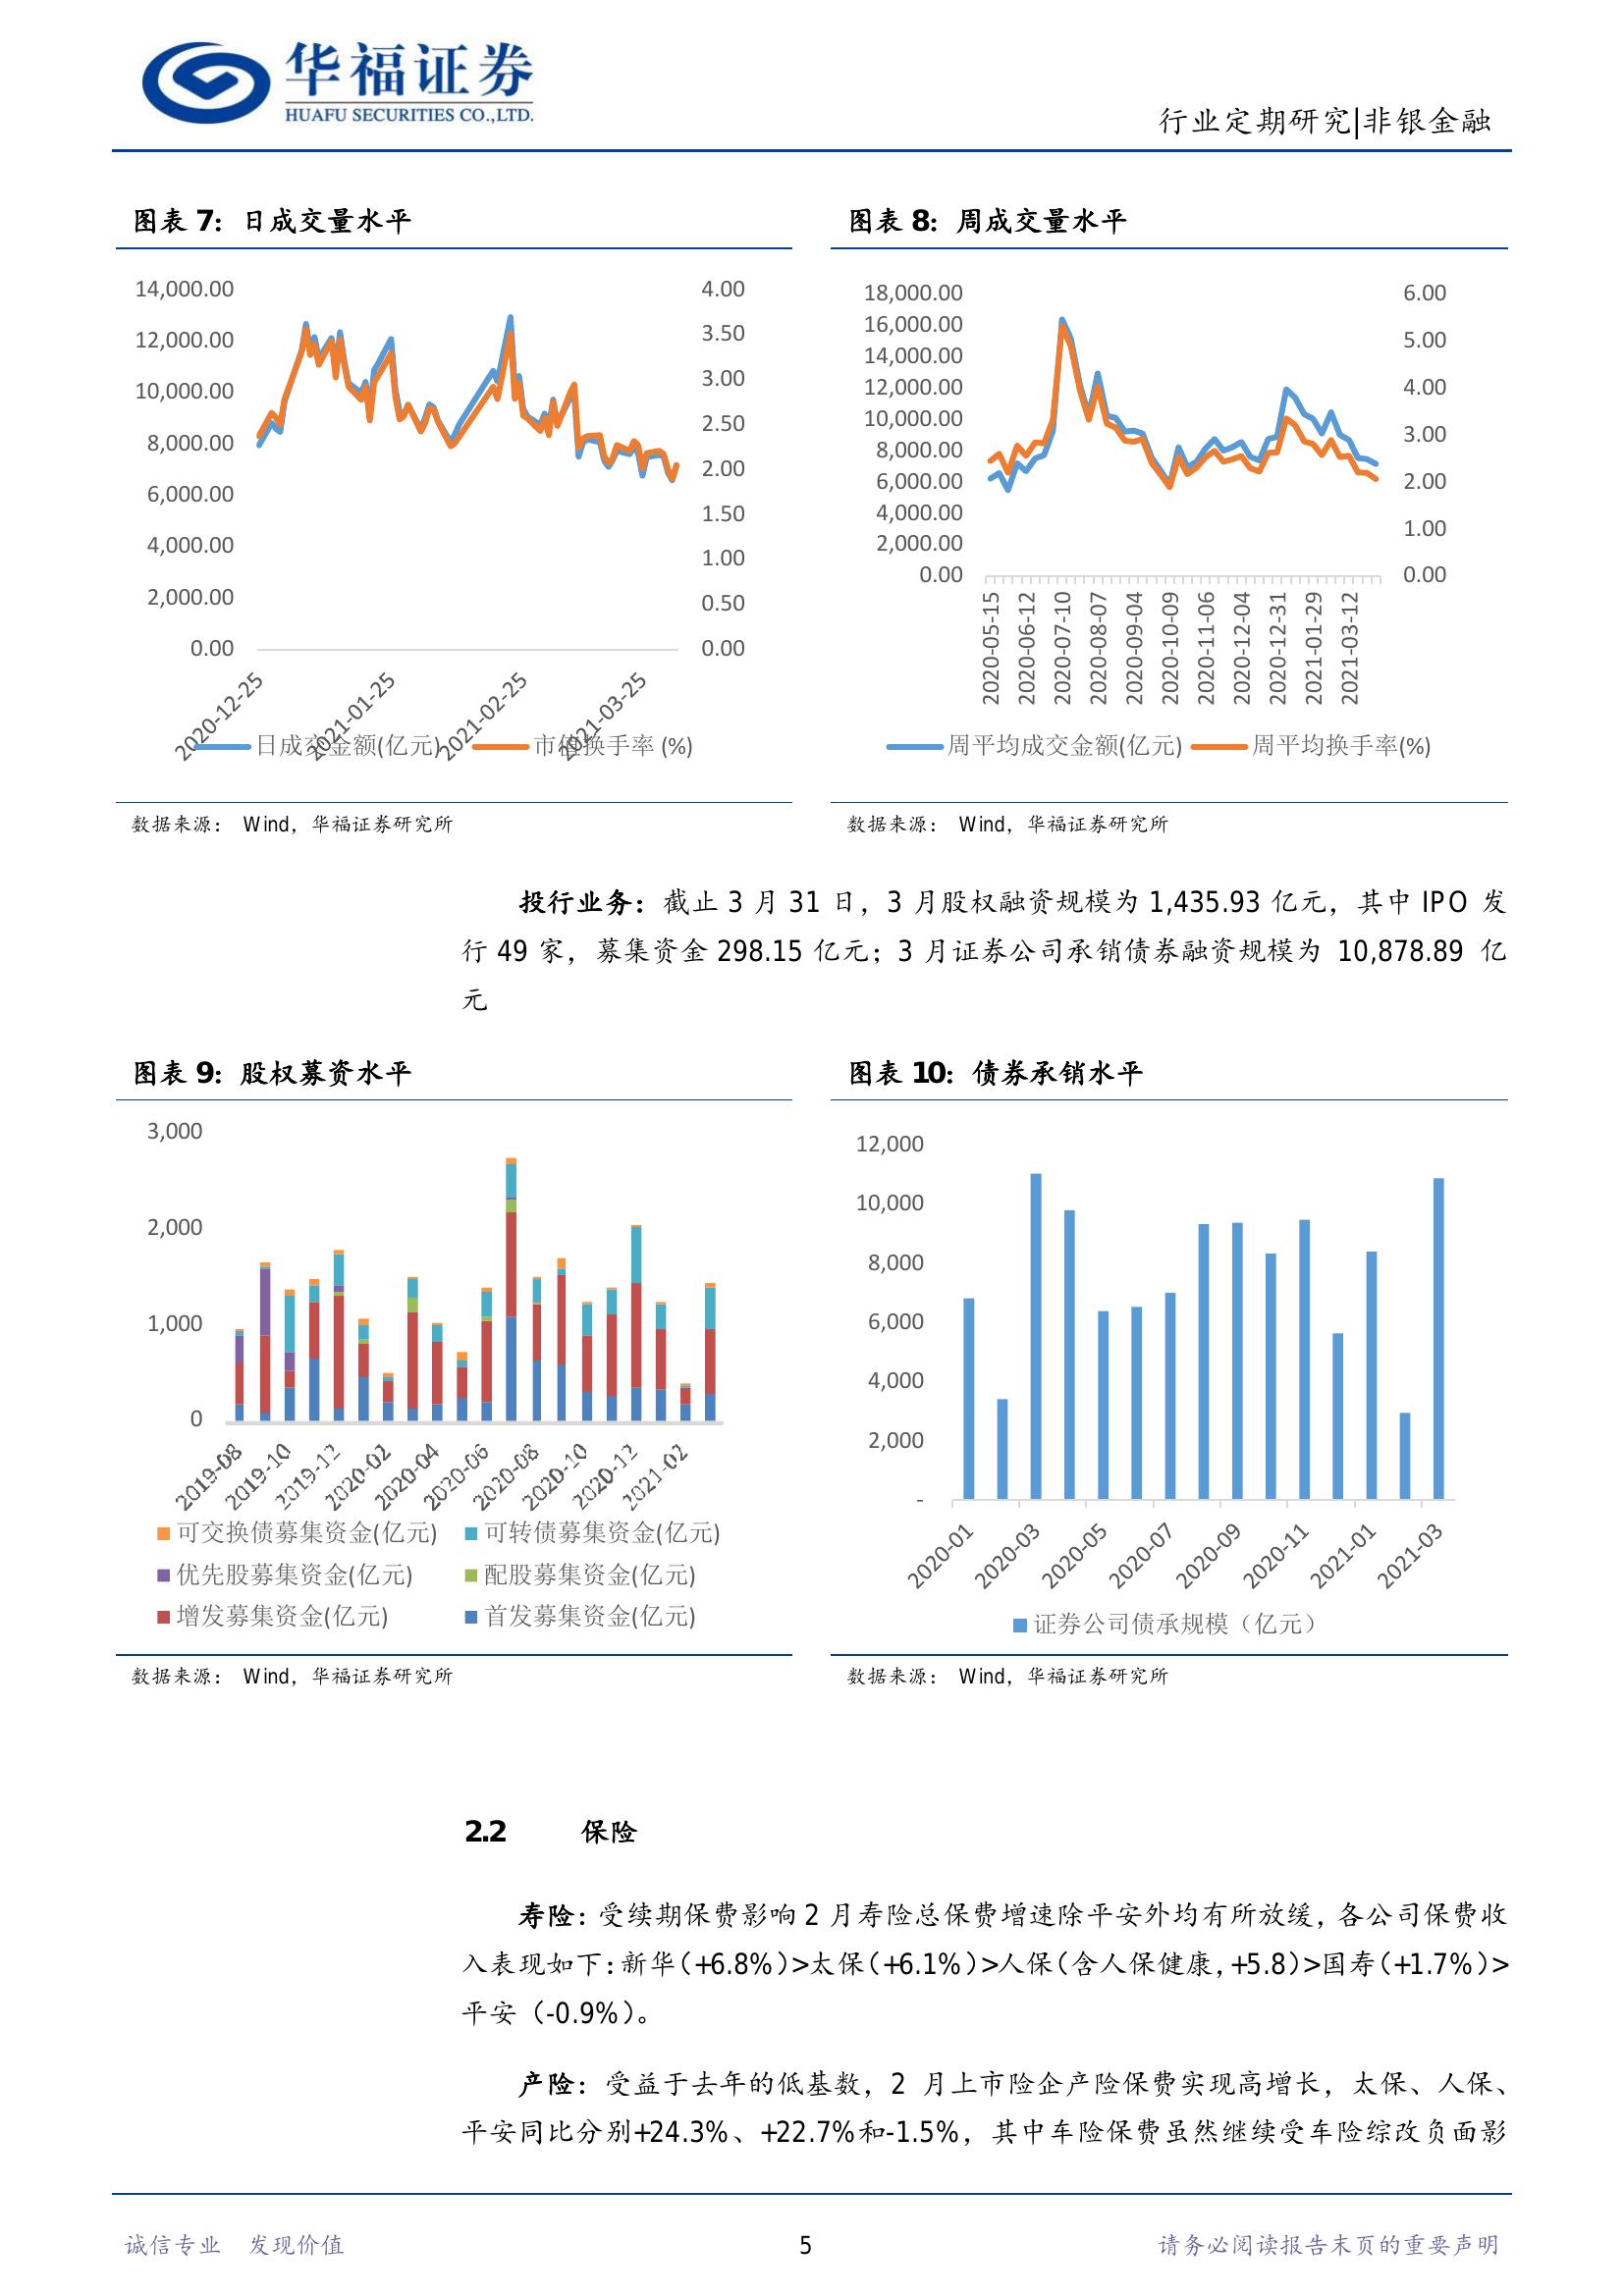 华福证券
HUAFU SECURITIES CO.,LTD.
行业定期研究|非银金融
图表 7: 日成交量水平
14,000.00
12,000.00
10,000.00
8,000.00
6,000.00
4,000.00
2,000.00
0.00
4.00
3.50
3.00
2.50
2.00
1.50
1.00
0.50
0.00
2020-12-25
2021-01-25
2021-02-25
2021-03-25
日成交金额(亿元)
市值换手率 (%)
数据来源: Wind, 华福证券研究所
图表 8: 周成交量水平
18,000.00
16,000.00
14,000.00
12,000.00
10,000.00
8,000.00
6,000.00
4,000.00
2,000.00
0.00
6.00
5.00
4.00
3.00
2.00
1.00
0.00
2020-05-15
2020-06-12
2020-07-10
2020-08-07
2020-09-04
2020-10-09
2020-11-06
2020-12-04
2020-12-31
2021-01-29
2021-03-12
周平均成交金额(亿元)
周平均换手率(%)
数据来源: Wind, 华福证券研究所
投行业务: 截止 3 月 31 日, 3 月股权融资规模为 1,435.93 亿元, 其中 IPO 发
行 49 家, 募集资金 298.15 亿元; 3 月证券公司承销债券融资规模为 10,878.89 亿
元
图表 9: 股权募资水平
3,000
2,000
1,000
0
2019-08
2019-10
2019-12
2020-02
2020-04
2020-06
2020-08
2020-10
2020-12
2021-02
可交换债募集资金(亿元)
可转债募集资金(亿元)
优先股募集资金(亿元)
配股募集资金(亿元)
增发募集资金(亿元)
首发募集资金(亿元)
数据来源: Wind, 华福证券研究所
图表 10: 债券承销水平
12,000
10,000
8,000
6,000
4,000
2,000
-
2020-01
2020-03
2020-05
2020-07
2020-09
2020-11
2021-01
2021-03
证券公司债承规模（亿元）
数据来源: Wind, 华福证券研究所
2.2 保险
寿险: 受续期保费影响 2 月寿险总保费增速除平安外均有所放缓, 各公司保费收
入表现如下: 新华（+6.8%）>太保（+6.1%）>人保（含人保健康, +5.8）>国寿（+1.7%）>
平安（-0.9%）。
产险: 受益于去年的低基数, 2 月上市险企产险保费实现高增长, 太保、人保、
平安同比分别+24.3%、+22.7%和-1.5%, 其中车险保费虽然继续受车险综改负面影
诚信专业 发现价值
5
请务必阅读报告末页的重要声明